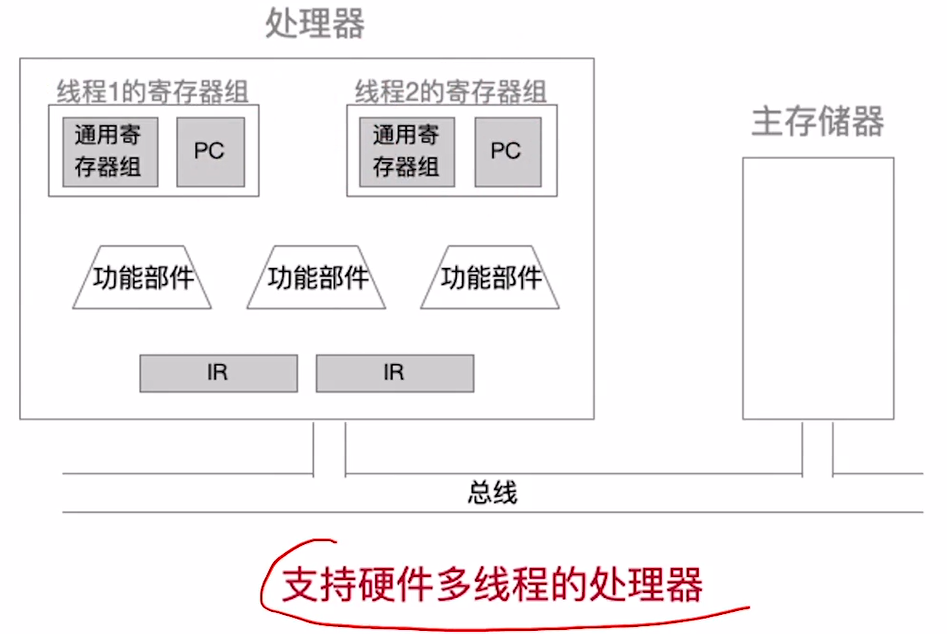 处理器
线程1的寄存器组
线程2的寄存器组
主存储器
通用寄
存器组
PC
通用寄
存器组
PC
功能部件
功能部件
功能部件
IR
IR
总线
支持硬件多线程的处理器